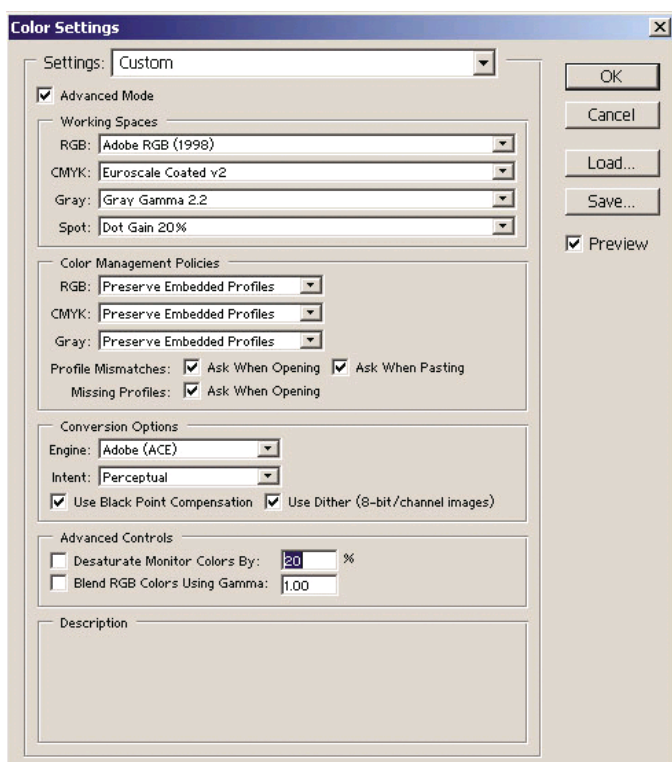 Color Settings
Settings: Custom
OK
Advanced Mode
Cancel
Working Spaces
RGB: Adobe RGB (1998)
CMYK: Euroscale Coated v2
Load...
Gray: Gray Gamma 2.2
Save...
Spot: Dot Gain 20%
Preview
Color Management Policies
RGB: Preserve Embedded Profiles
CMYK: Preserve Embedded Profiles
Gray: Preserve Embedded Profiles
Profile Mismatches: Ask When Opening Ask When Pasting
Missing Profiles: Ask When Opening
Conversion Options
Engine: Adobe (ACE)
Intent: Perceptual
Use Black Point Compensation Use Dither (8-bit/channel images)
Advanced Controls
Desaturate Monitor Colors By: 20 %
Blend RGB Colors Using Gamma: 1.00
Description